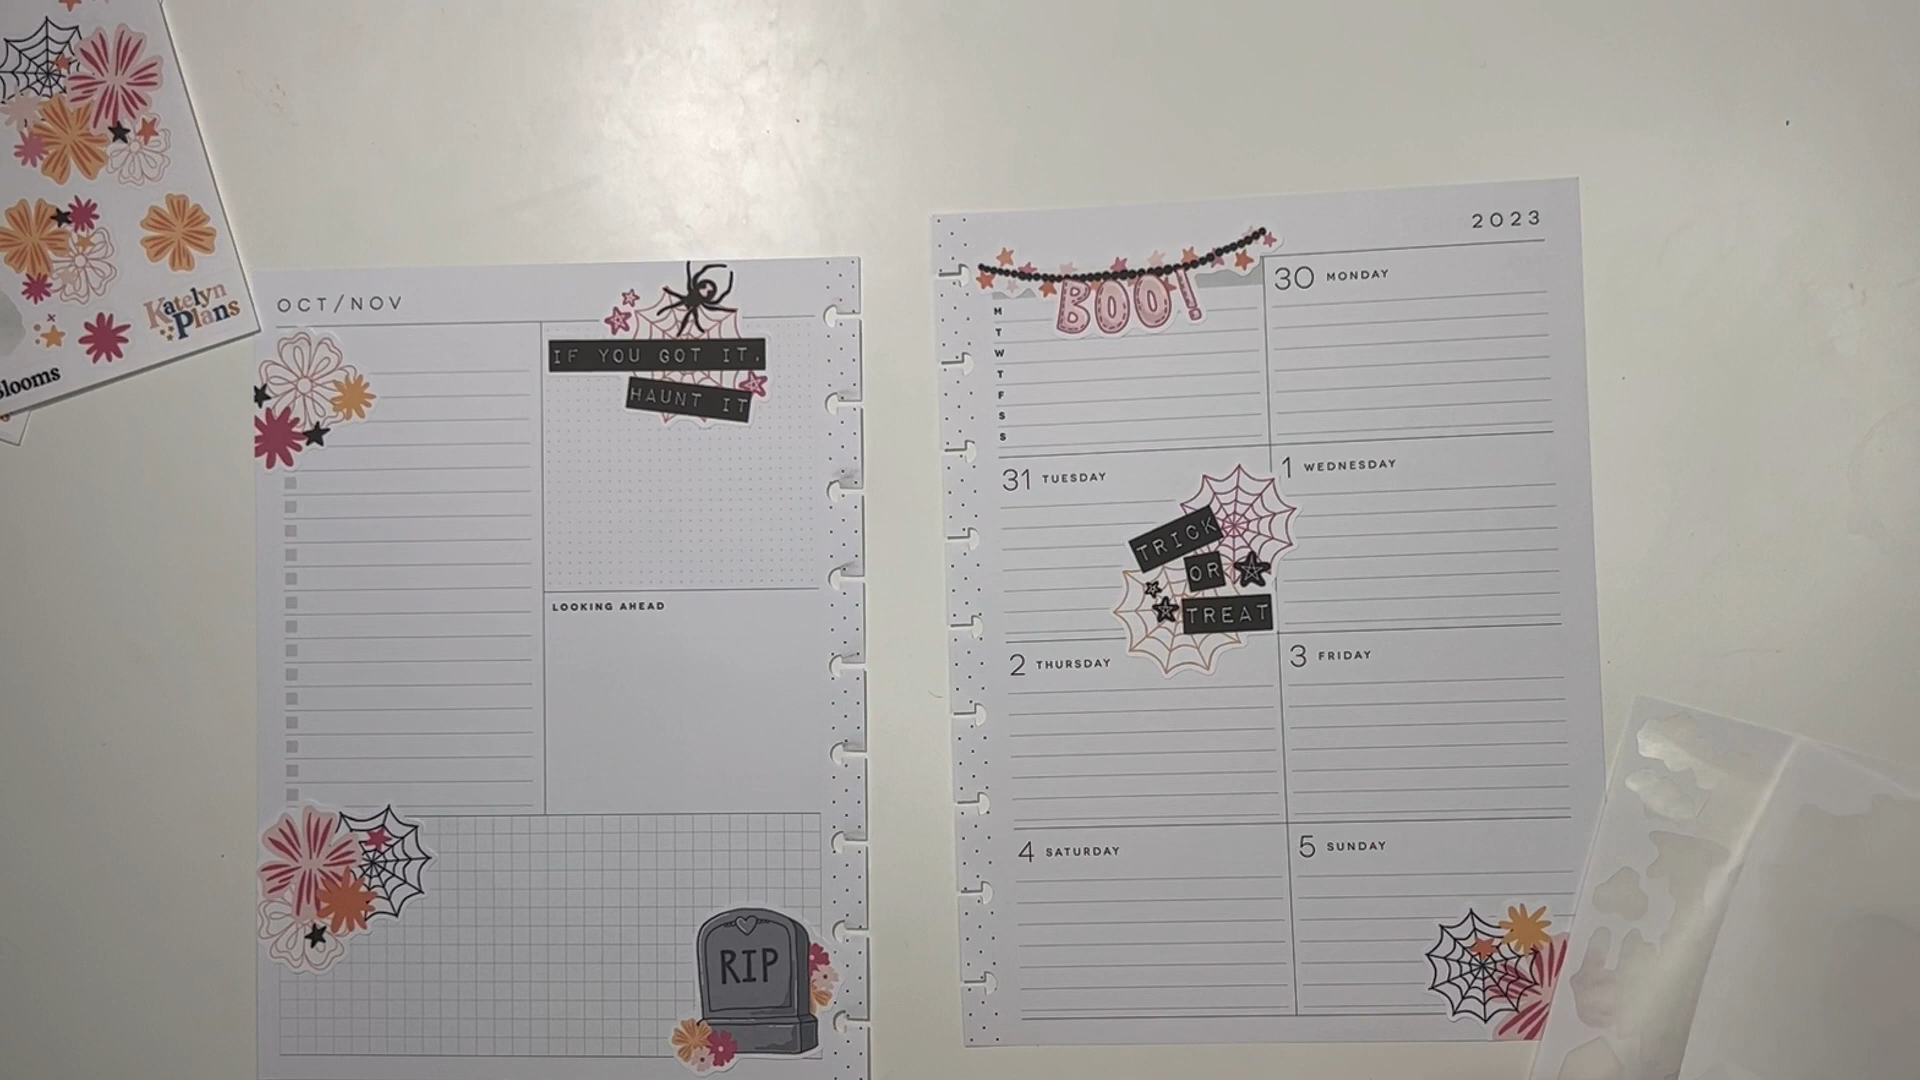 Katelyn
Plans
Blooms
OCT/NOV
IF YOU GOT IT,
HAUNT IT
LOOKING AHEAD
RIP
2023
BOO!
M
T
W
T
F
S
S
30 MONDAY
31 TUESDAY
1 WEDNESDAY
TRICK
OR
TREAT
2 THURSDAY
3 FRIDAY
4 SATURDAY
5 SUNDAY